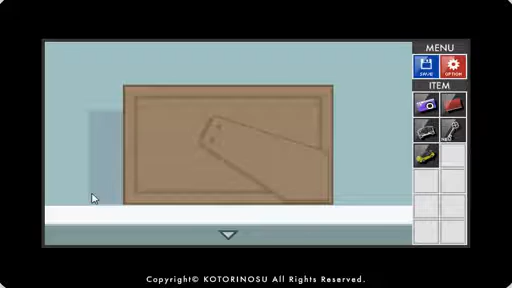 MENU
SAVE
OPTION
ITEM
Copyright© KOTORINOSU All Rights Reserved.